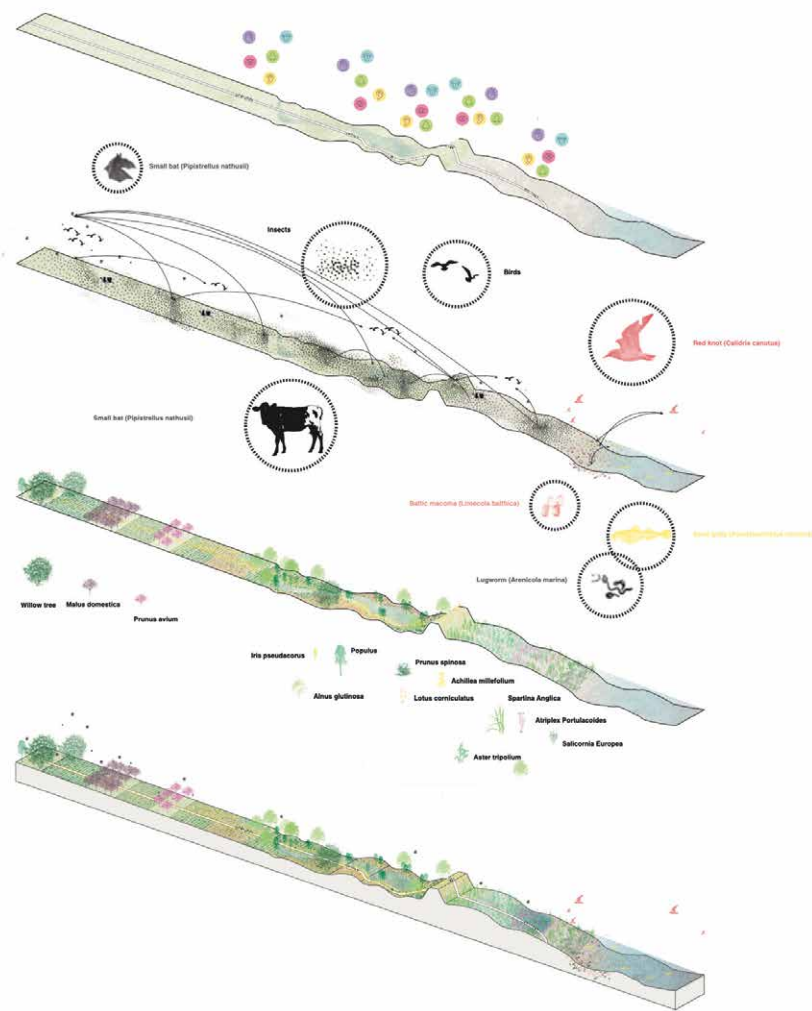 Small bat (Pipistrellus nathusii)
Insects
Birds
Red knot (Calidris canutus)
Small bat (Pipistrellus nathusii)
Baltic macoma (Limecola balthica)
Lugworm (Arenicola marina)
Willow tree
Malus domestica
Prunus avium
Iris pseudacorus
Populus
Prunus spinosa
Achillea millefolium
Alnus glutinosa
Lotus corniculatus
Spartina Anglica
Atriplex Portulacoides
Salicornia Europea
Aster tripolium